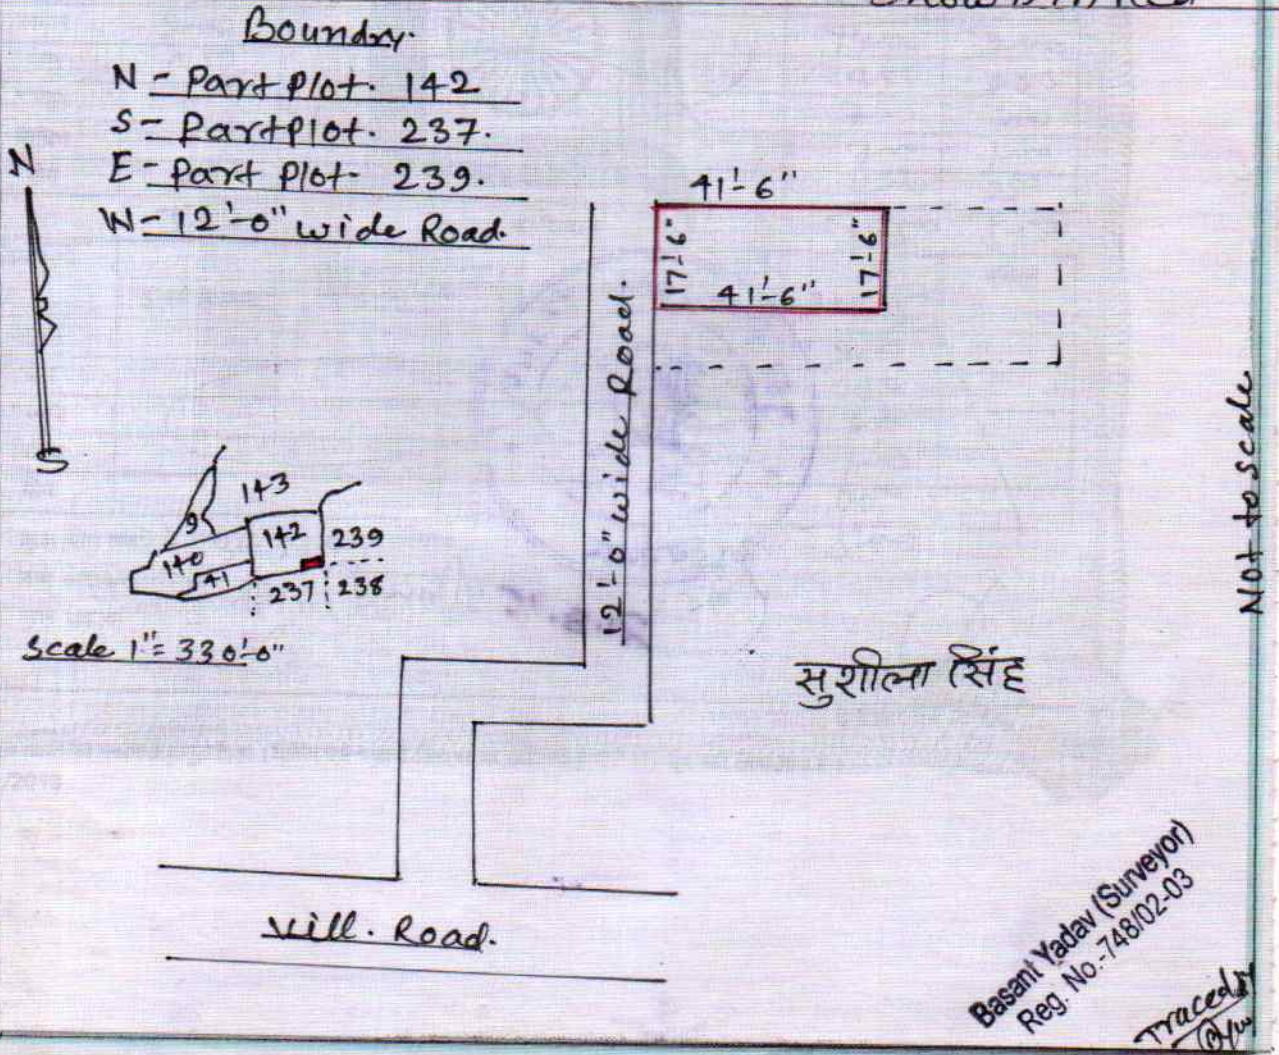 Boundry.
N - Part Plot. 142
S - Part Plot. 237.
E - Part Plot - 239.
W - 12'-0" wide Road.
N
S
41'-6"
17'-6"
17'-6"
41'-6"
12'-0" wide Road.
143
9
142
239
140
41
237
238
Scale 1" = 330'-0"
Not to scale
सुशीला सिंह
Vill. Road.
Basant Yadav (Surveyor)
Reg. No.-748/02-03
Traced by